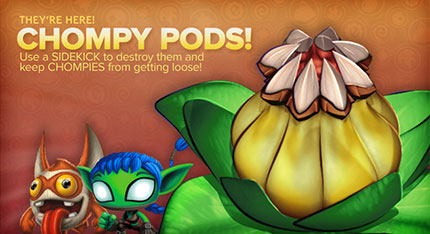 THEY'RE HERE!
CHOMPY PODS!
Use a SIDEKICK to destroy them and
keep CHOMPIES from getting loose!